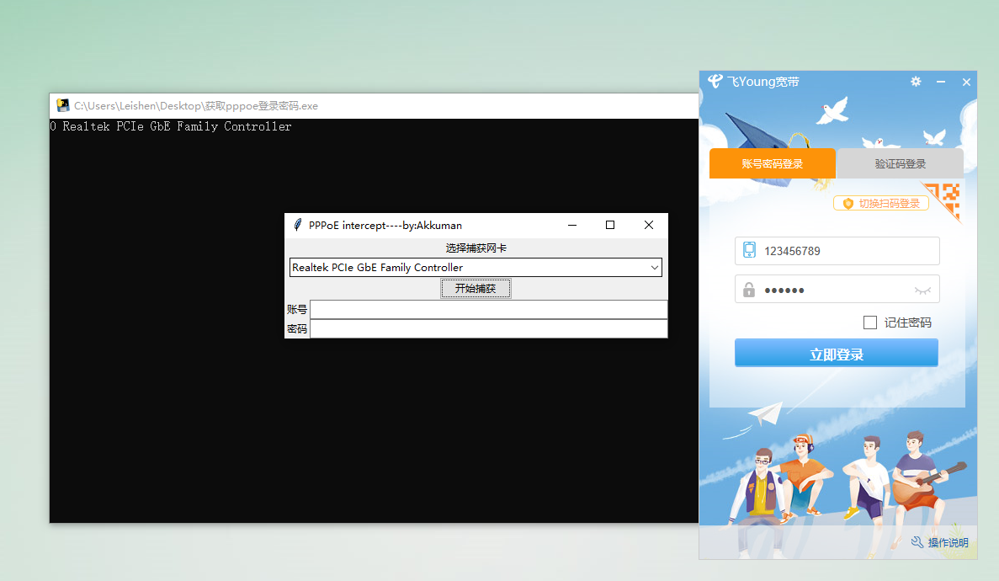 C:\Users\Leishen\Desktop\获取pppoe登录密码.exe
0 Realtek PCIe GbE Family Controller
PPPoE intercept----by:Akkuman
选择捕获网卡
Realtek PCIe GbE Family Controller
开始捕获
账号
密码
飞Young宽带
账号密码登录
验证码登录
切换扫码登录
123456789
●●●●●●
记住密码
立即登录
操作说明